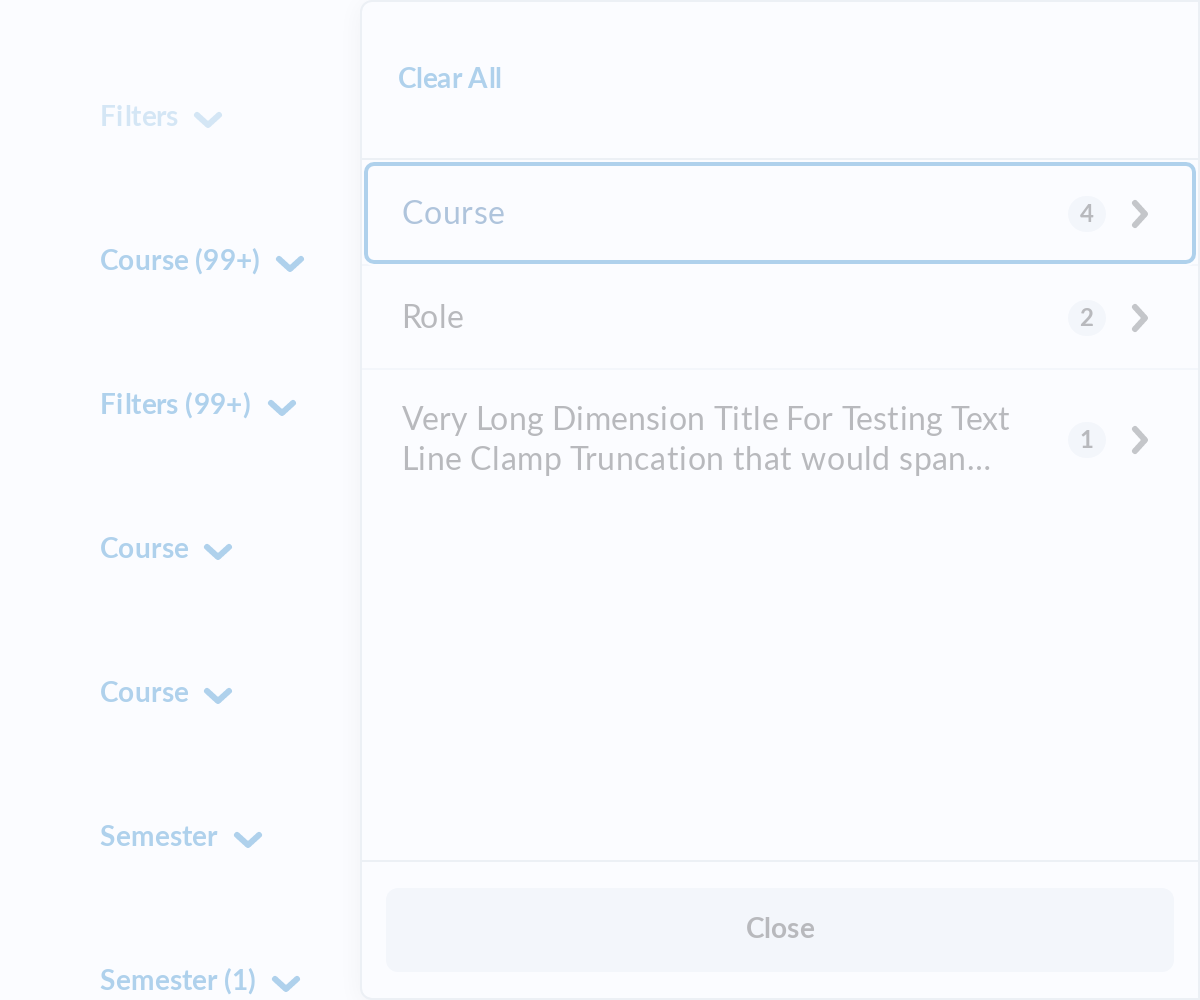 Filters
Course (99+)
Filters (99+)
Course
Course
Semester
Semester (1)
Clear All
Course 4
Role 2
Very Long Dimension Title For Testing Text
Line Clamp Truncation that would span... 1
Close